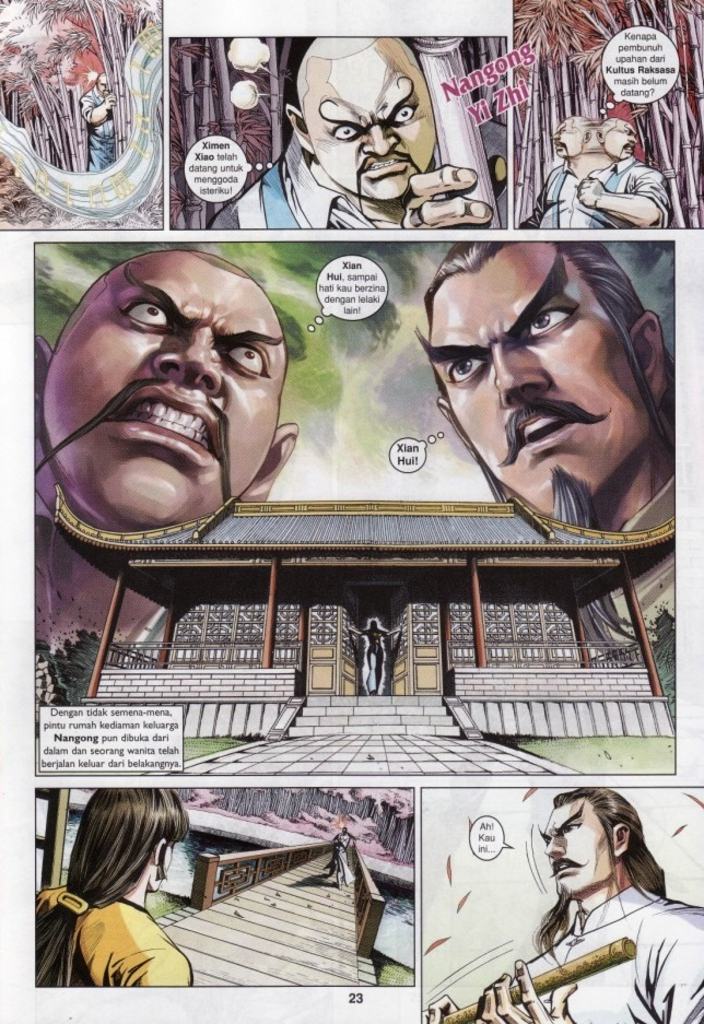 Nangong
Yi Zhi
Ximen
Xiao telah
datang untuk
menggoda
isteriku!
Kenapa
pembunuh
upahan dari
Kultus Raksasa
masih belum
datang?
Xian
Hui, sampai
hati kau berzina
dengan lelaki
lain!
Xian
Hui!
Dengan tidak semena-mena,
pintu rumah kediaman keluarga
Nangong pun dibuka dari
dalam dan seorang wanita telah
berjalan keluar dari belakangnya.
Ah!
Kau
ini...
23